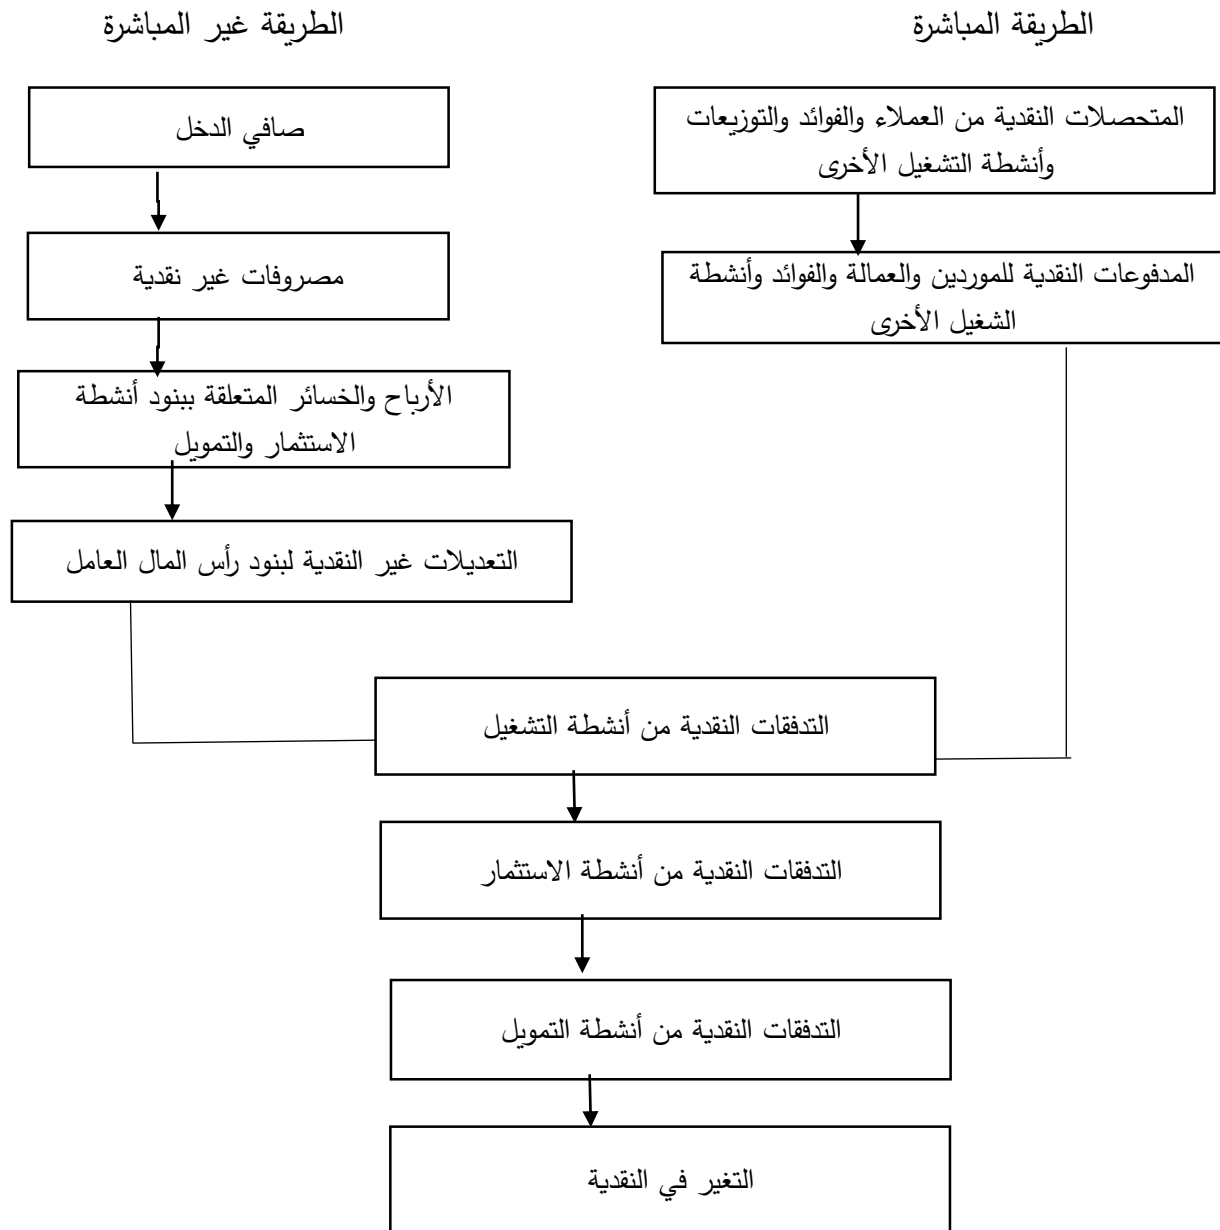 الطريقة المباشرة
الطريقة غير المباشرة
المتحصلات النقدية من العملاء والفوائد والتوزيعات
وأنشطة التشغيل الأخرى
المدفوعات النقدية للموردين والعمالة والفوائد وأنشطة
الشغيل الأخرى
صافي الدخل
مصروفات غير نقدية
الأرباح والخسائر المتعلقة ببنود أنشطة
الاستثمار والتمويل
التعديلات غير النقدية لبنود رأس المال العامل
التدفقات النقدية من أنشطة التشغيل
التدفقات النقدية من أنشطة الاستثمار
التدفقات النقدية من أنشطة التمويل
التغير في النقدية